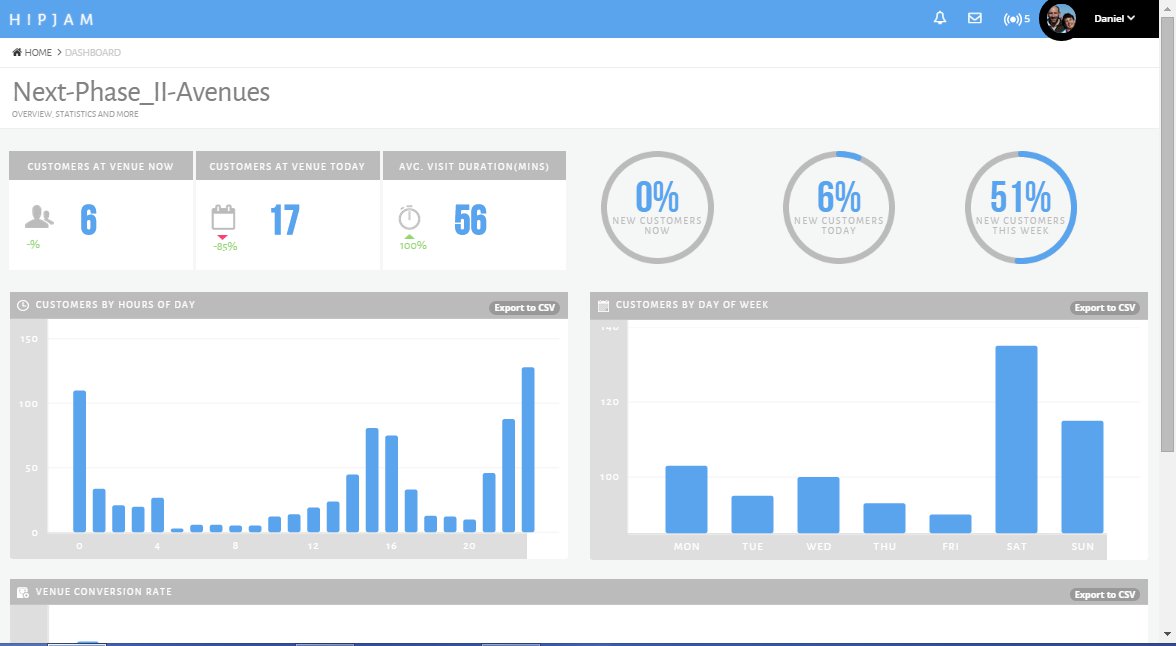 HIPJAM
5
Daniel
HOME > DASHBOARD
Next-Phase_II-Avenues
OVERVIEW, STATISTICS AND MORE
CUSTOMERS AT VENUE NOW
6
-%
CUSTOMERS AT VENUE TODAY
17
-85%
AVG. VISIT DURATION(MINS)
56
100%
0%
NEW CUSTOMERS
NOW
6%
NEW CUSTOMERS
TODAY
51%
NEW CUSTOMERS
THIS WEEK
CUSTOMERS BY HOURS OF DAY
Export to CSV
150
100
50
0
0 4 8 12 16 20
CUSTOMERS BY DAY OF WEEK
Export to CSV
140
120
100
MON TUE WED THU FRI SAT SUN
VENUE CONVERSION RATE
Export to CSV